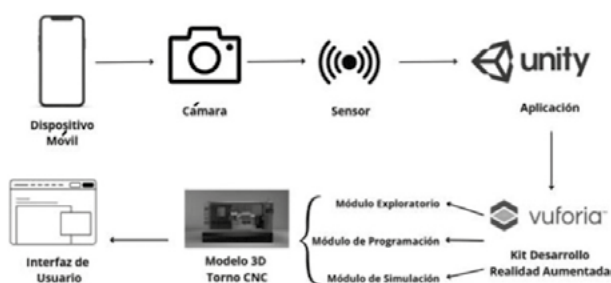 unity
Dispositivo
Móvil
Cámara
Sensor
Aplicación
vuforia™
Módulo Exploratorio
Módulo de Programación
Módulo de Simulación
Kit Desarrollo
Realidad Aumentada
Modelo 3D
Torno CNC
Interfaz de
Usuario